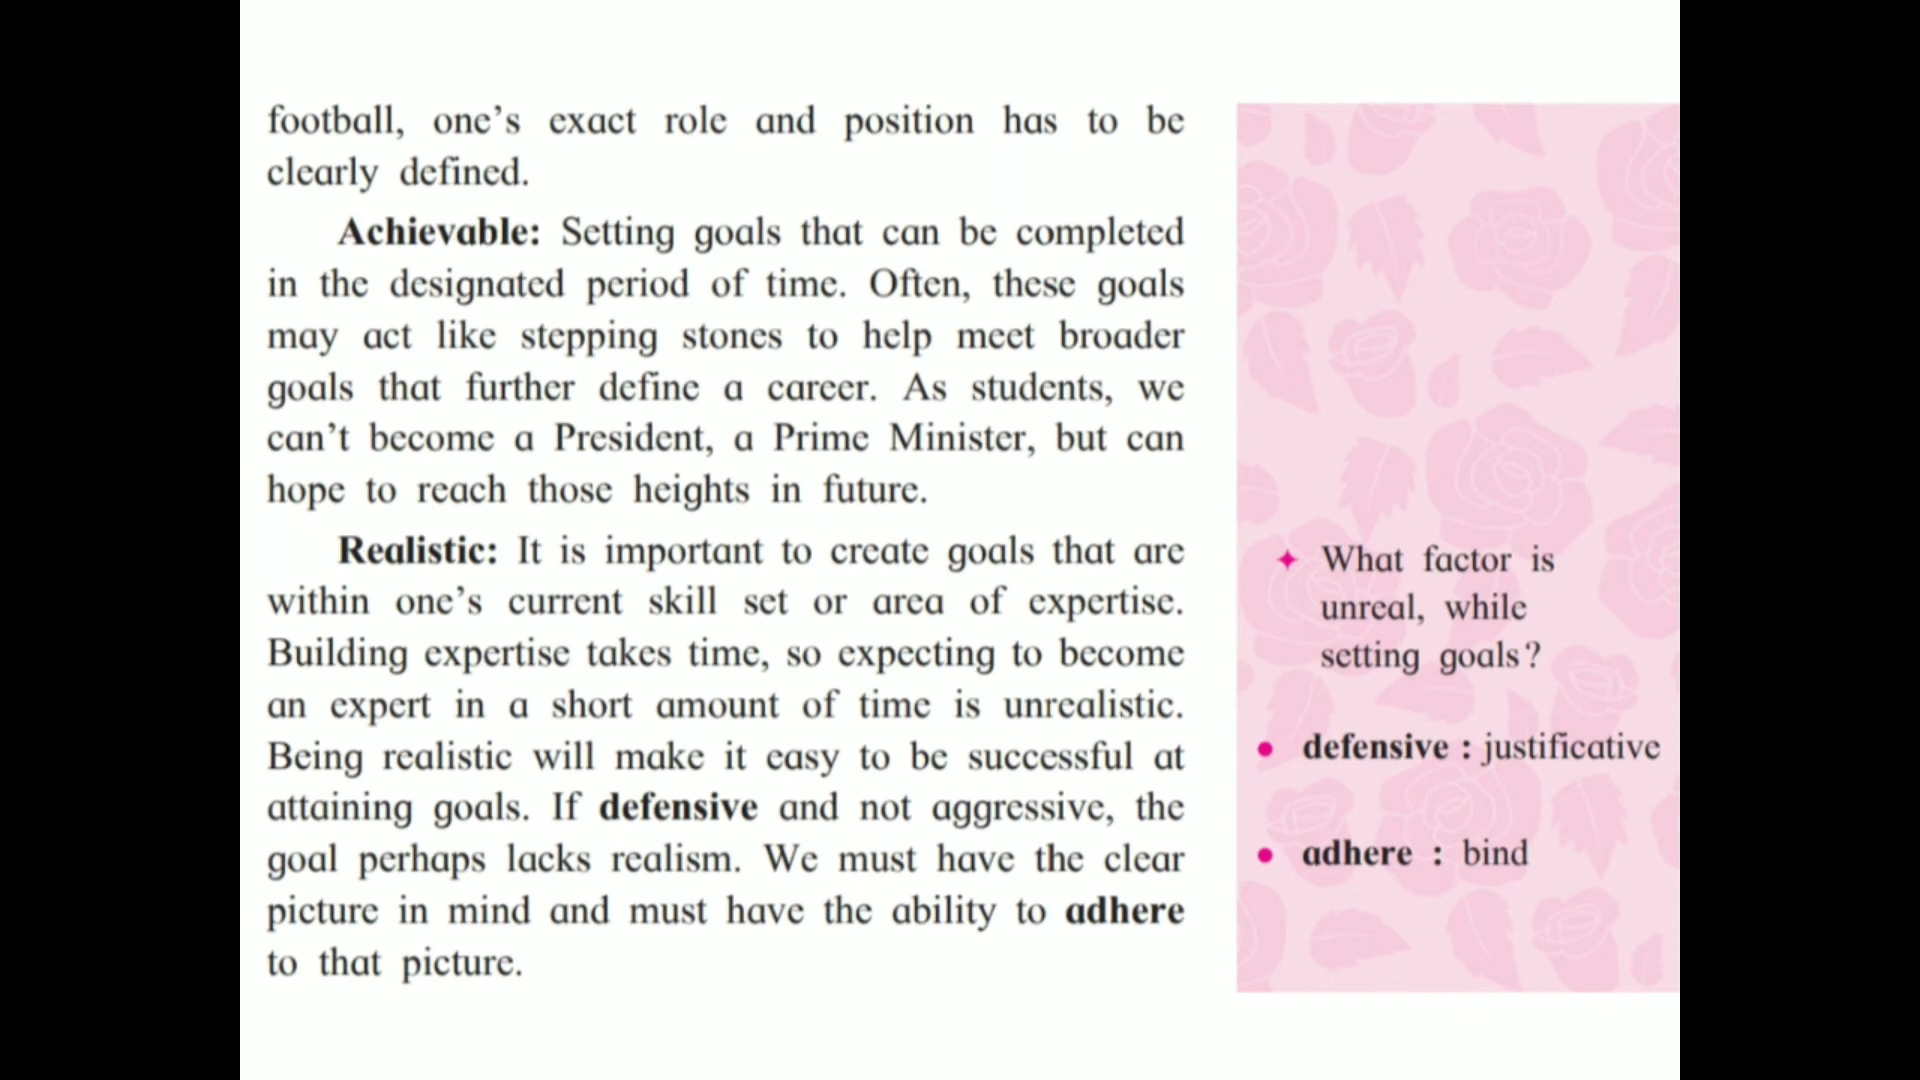 football, one's exact role and position has to be
clearly defined.
Achievable: Setting goals that can be completed
in the designated period of time. Often, these goals
may act like stepping stones to help meet broader
goals that further define a career. As students, we
can't become a President, a Prime Minister, but can
hope to reach those heights in future.
Realistic: It is important to create goals that are
within one's current skill set or area of expertise.
Building expertise takes time, so expecting to become
an expert in a short amount of time is unrealistic.
Being realistic will make it easy to be successful at
attaining goals. If defensive and not aggressive, the
goal perhaps lacks realism. We must have the clear
picture in mind and must have the ability to adhere
to that picture.
✦ What factor is
unreal, while
setting goals?
• defensive : justificative
• adhere : bind